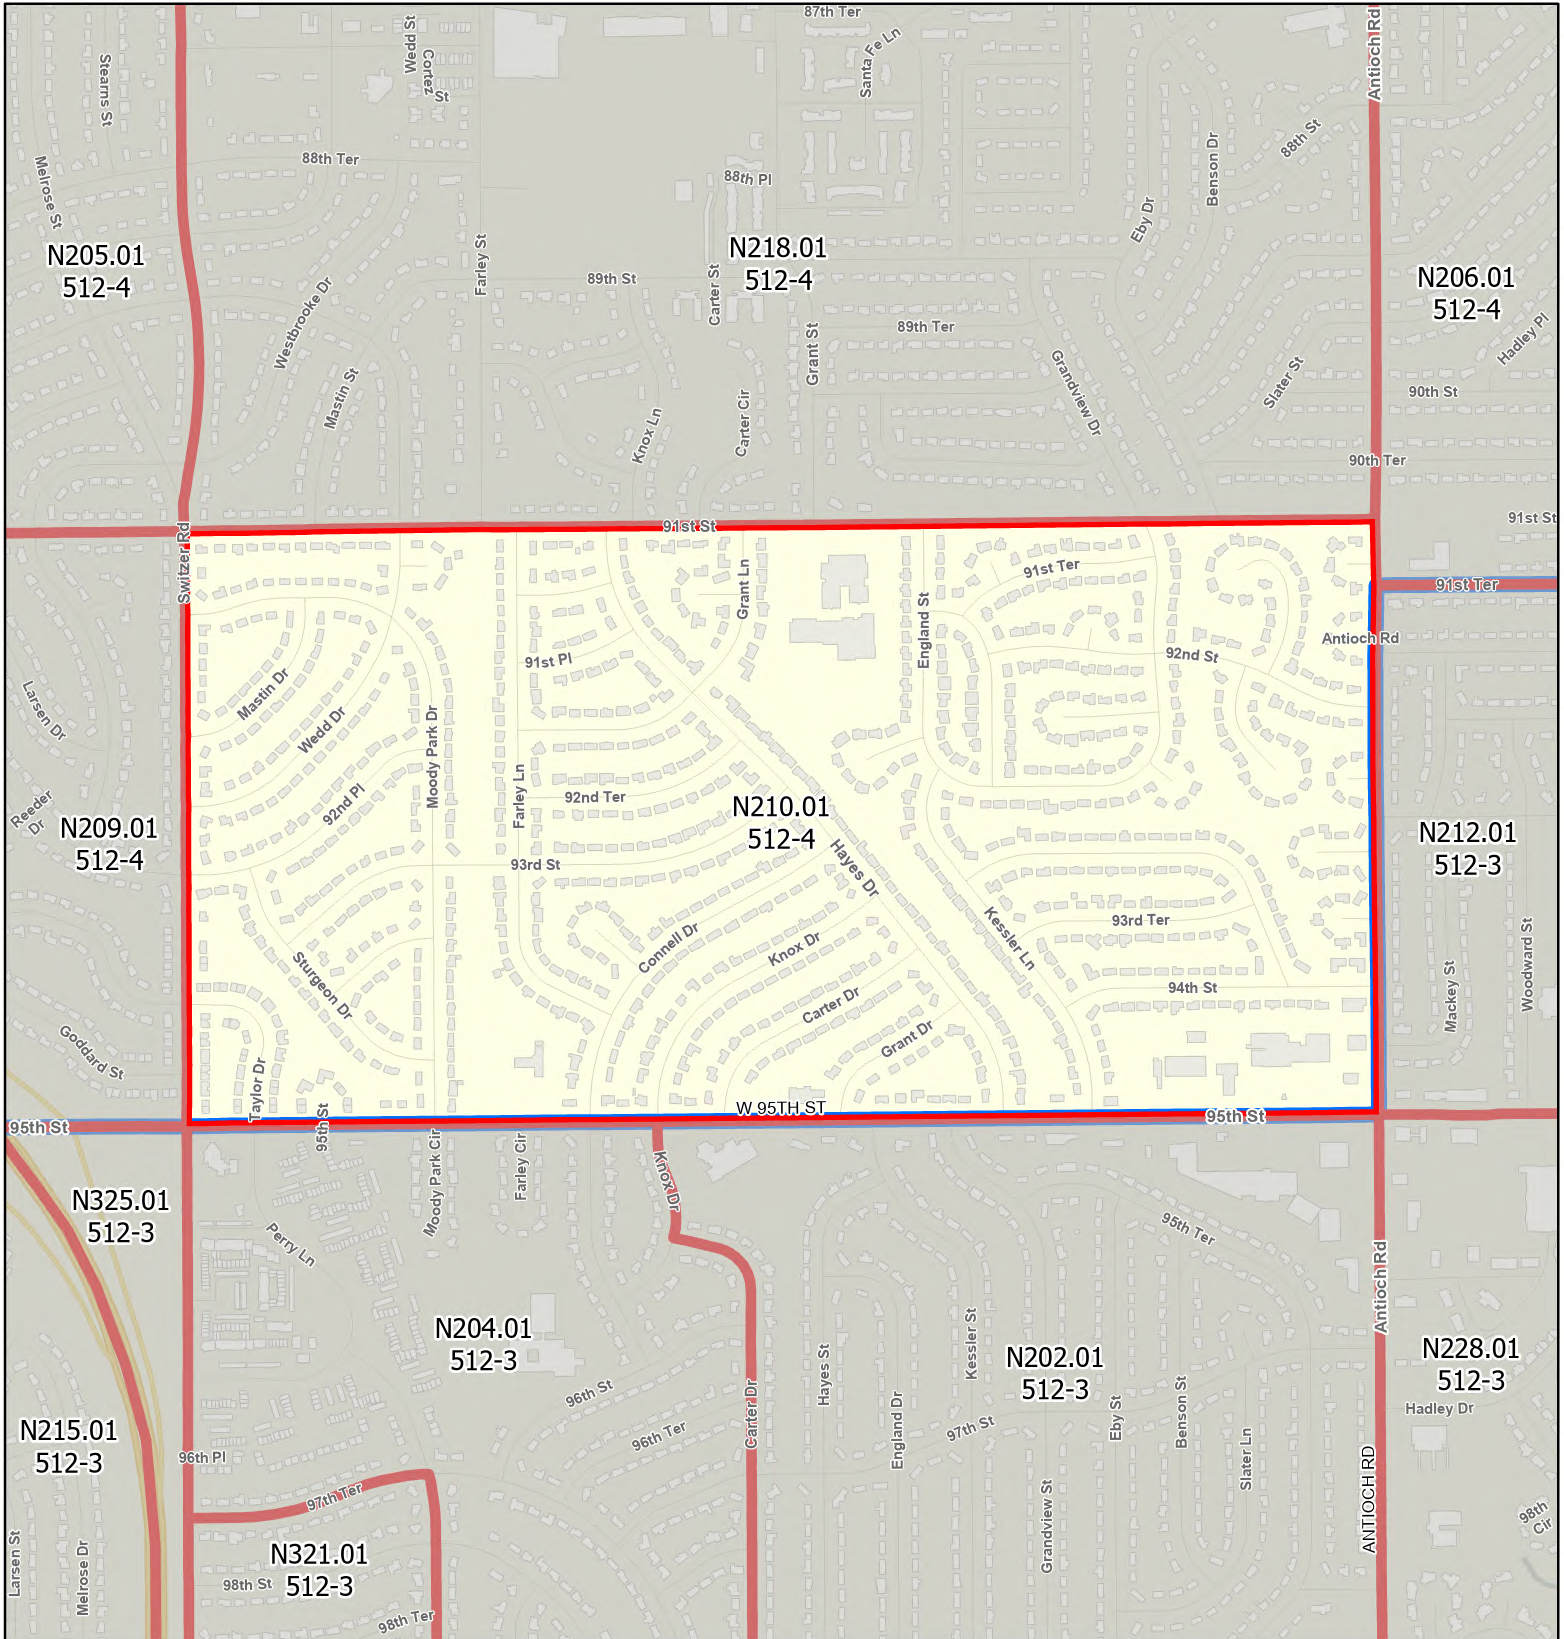 87th Ter
Wedd St
Cortez
St
Santa Fe Ln
Antioch Rd
Stearns St
Melrose St
88th Ter
88th Pl
88th St
Benson Dr
Eby Dr
N205.01
512-4
Farley St
N218.01
512-4
N206.01
512-4
89th St
Carter St
Westbrooke Dr
Grant St
89th Ter
Hadley Pl
Mastin St
Grandview Dr
Slater St
90th St
Knox Ln
Carter Cir
90th Ter
91st St
91st St
Switzer Rd
Grant Ln
England St
91st Ter
91st Ter
Antioch Rd
91st Pl
92nd St
Larsen Dr
Mastin Dr
Wedd Dr
Moody Park Dr
Farley Ln
92nd Ter
92nd Pl
Reeder
Dr
N209.01
512-4
N210.01
512-4
N212.01
512-3
93rd St
Hayes Dr
Kessler Ln
93rd Ter
Connell Dr
Knox Dr
Carter Dr
Grant Dr
94th St
Sturgeon Dr
Mackey St
Woodward St
Goddard St
Taylor Dr
95th St
W 95TH ST
95th St
95th St
Moody Park Cir
Farley Cir
Knox Dr
N325.01
512-3
Perry Ln
95th Ter
Antioch Rd
N204.01
512-3
Kessler St
N202.01
512-3
N228.01
512-3
Hayes St
England Dr
96th St
96th Ter
Carter Dr
97th St
Eby St
Benson St
Slater Ln
Hadley Dr
N215.01
512-3
96th Pl
97th Ter
ANTIOCH RD
98th
Cir
Grandview St
N321.01
512-3
Larsen St
Melrose Dr
98th St
98th Ter